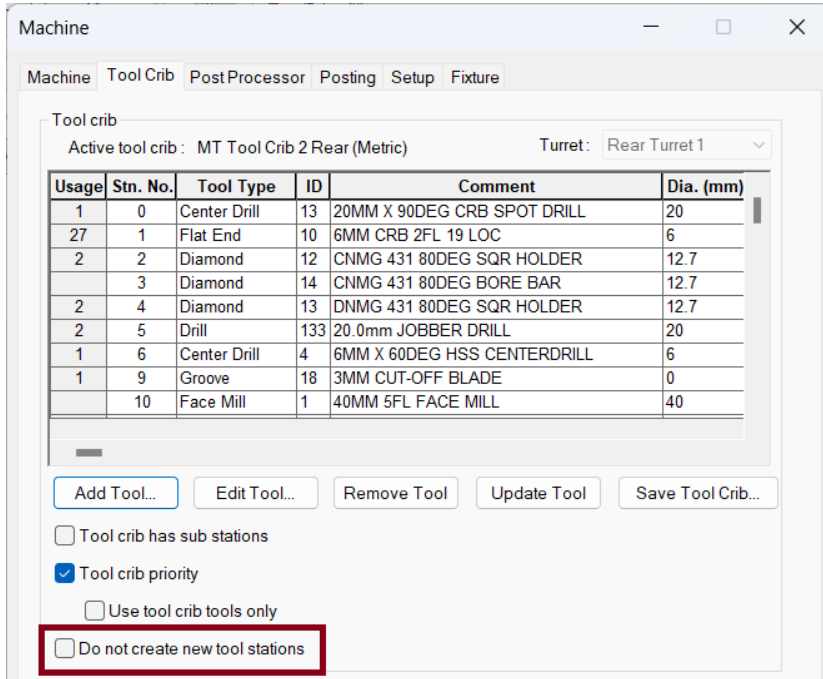 Machine
Machine Tool Crib Post Processor Posting Setup Fixture
Tool crib
Active tool crib : MT Tool Crib 2 Rear (Metric) Turret : Rear Turret 1
Usage Stn. No. Tool Type ID Comment Dia. (mm)
1 0 Center Drill 13 20MM X 90DEG CRB SPOT DRILL 20
27 1 Flat End 10 6MM CRB 2FL 19 LOC 6
2 2 Diamond 12 CNMG 431 80DEG SQR HOLDER 12.7
3 Diamond 14 CNMG 431 80DEG BORE BAR 12.7
2 4 Diamond 13 DNMG 431 80DEG SQR HOLDER 12.7
2 5 Drill 133 20.0mm JOBBER DRILL 20
1 6 Center Drill 4 6MM X 60DEG HSS CENTERDRILL 6
1 9 Groove 18 3MM CUT-OFF BLADE 0
10 Face Mill 1 40MM 5FL FACE MILL 40
Add Tool... Edit Tool... Remove Tool Update Tool Save Tool Crib...
Tool crib has sub stations
Tool crib priority
Use tool crib tools only
Do not create new tool stations